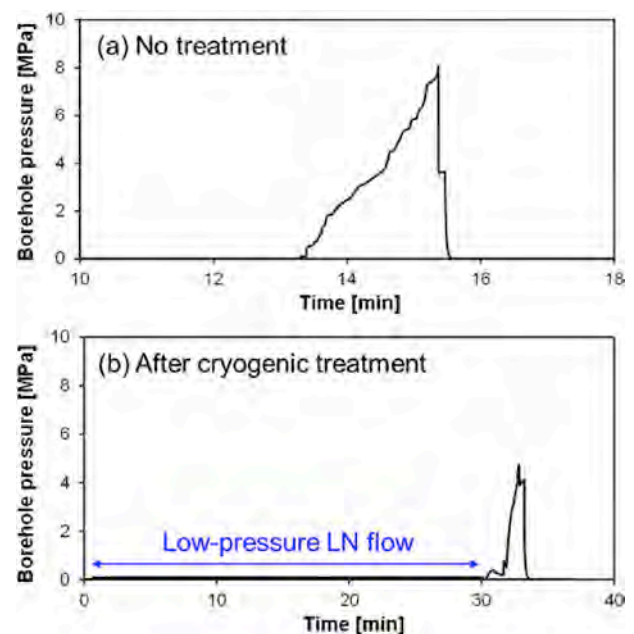 (a) No treatment
Borehole pressure [MPa]
10
8
6
4
2
0
10 12 14 16 18
Time [min]
(b) After cryogenic treatment
Borehole pressure [MPa]
10
8
6
4
2
0
Low-pressure LN flow
0 10 20 30 40
Time [min]